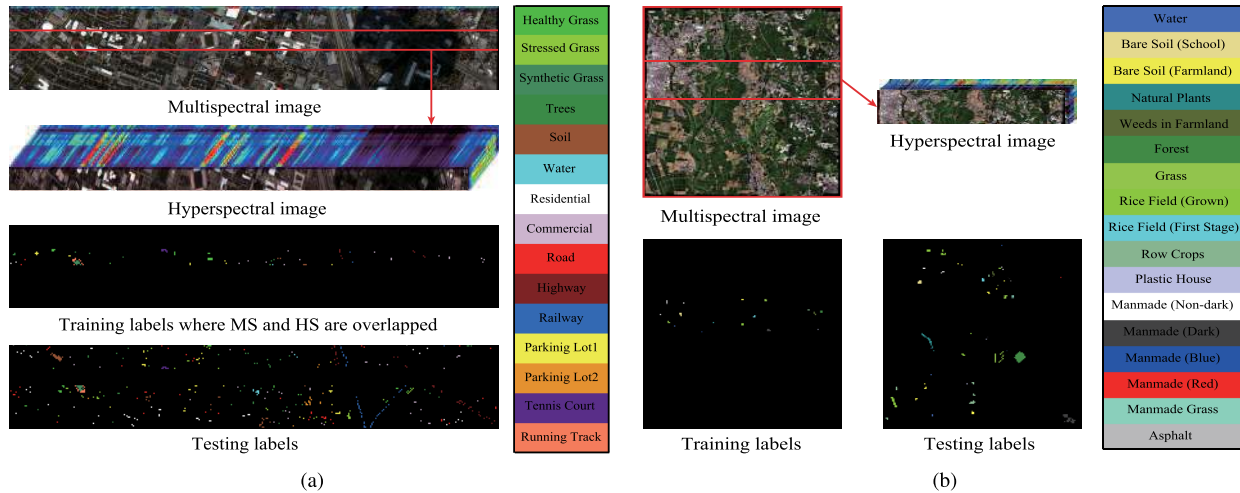 Multispectral image
Hyperspectral image
Training labels where MS and HS are overlapped
Testing labels
Healthy Grass
Stressed Grass
Synthetic Grass
Trees
Soil
Water
Residential
Commercial
Road
Highway
Railway
Parkinig Lot1
Parkinig Lot2
Tennis Court
Running Track
(a)
Multispectral image
Hyperspectral image
Training labels
Testing labels
Water
Bare Soil (School)
Bare Soil (Farmland)
Natural Plants
Weeds in Farmland
Forest
Grass
Rice Field (Grown)
Rice Field (First Stage)
Row Crops
Plastic House
Manmade (Non-dark)
Manmade (Dark)
Manmade (Blue)
Manmade (Red)
Manmade Grass
Asphalt
(b)